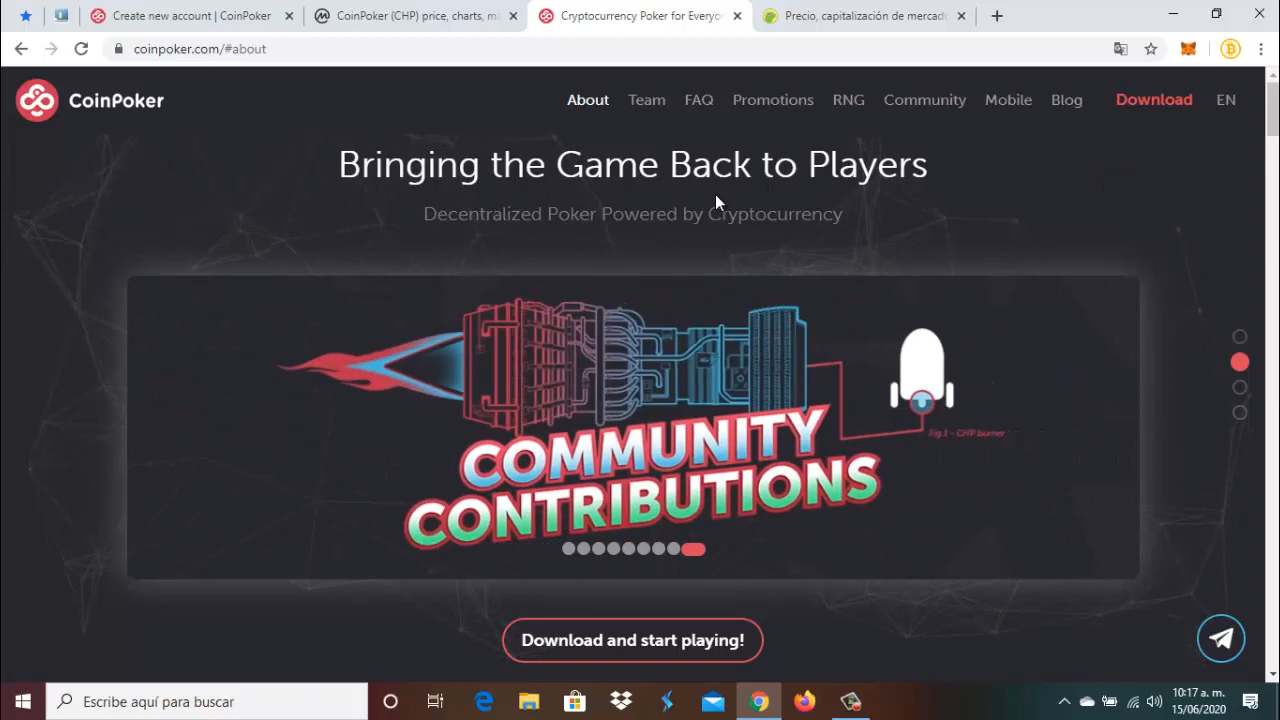 Create new account | CoinPoker
CoinPoker (CHP) price, charts, ma
Cryptocurrency Poker for Everyo
Precio, capitalización de mercado
coinpoker.com/#about
CoinPoker
About
Team
FAQ
Promotions
RNG
Community
Mobile
Blog
Download
EN
Bringing the Game Back to Players
Decentralized Poker Powered by Cryptocurrency
Fig.1 - CHP burner
COMMUNITY
CONTRIBUTIONS
Download and start playing!
Escribe aquí para buscar
10:17 a. m.
15/06/2020